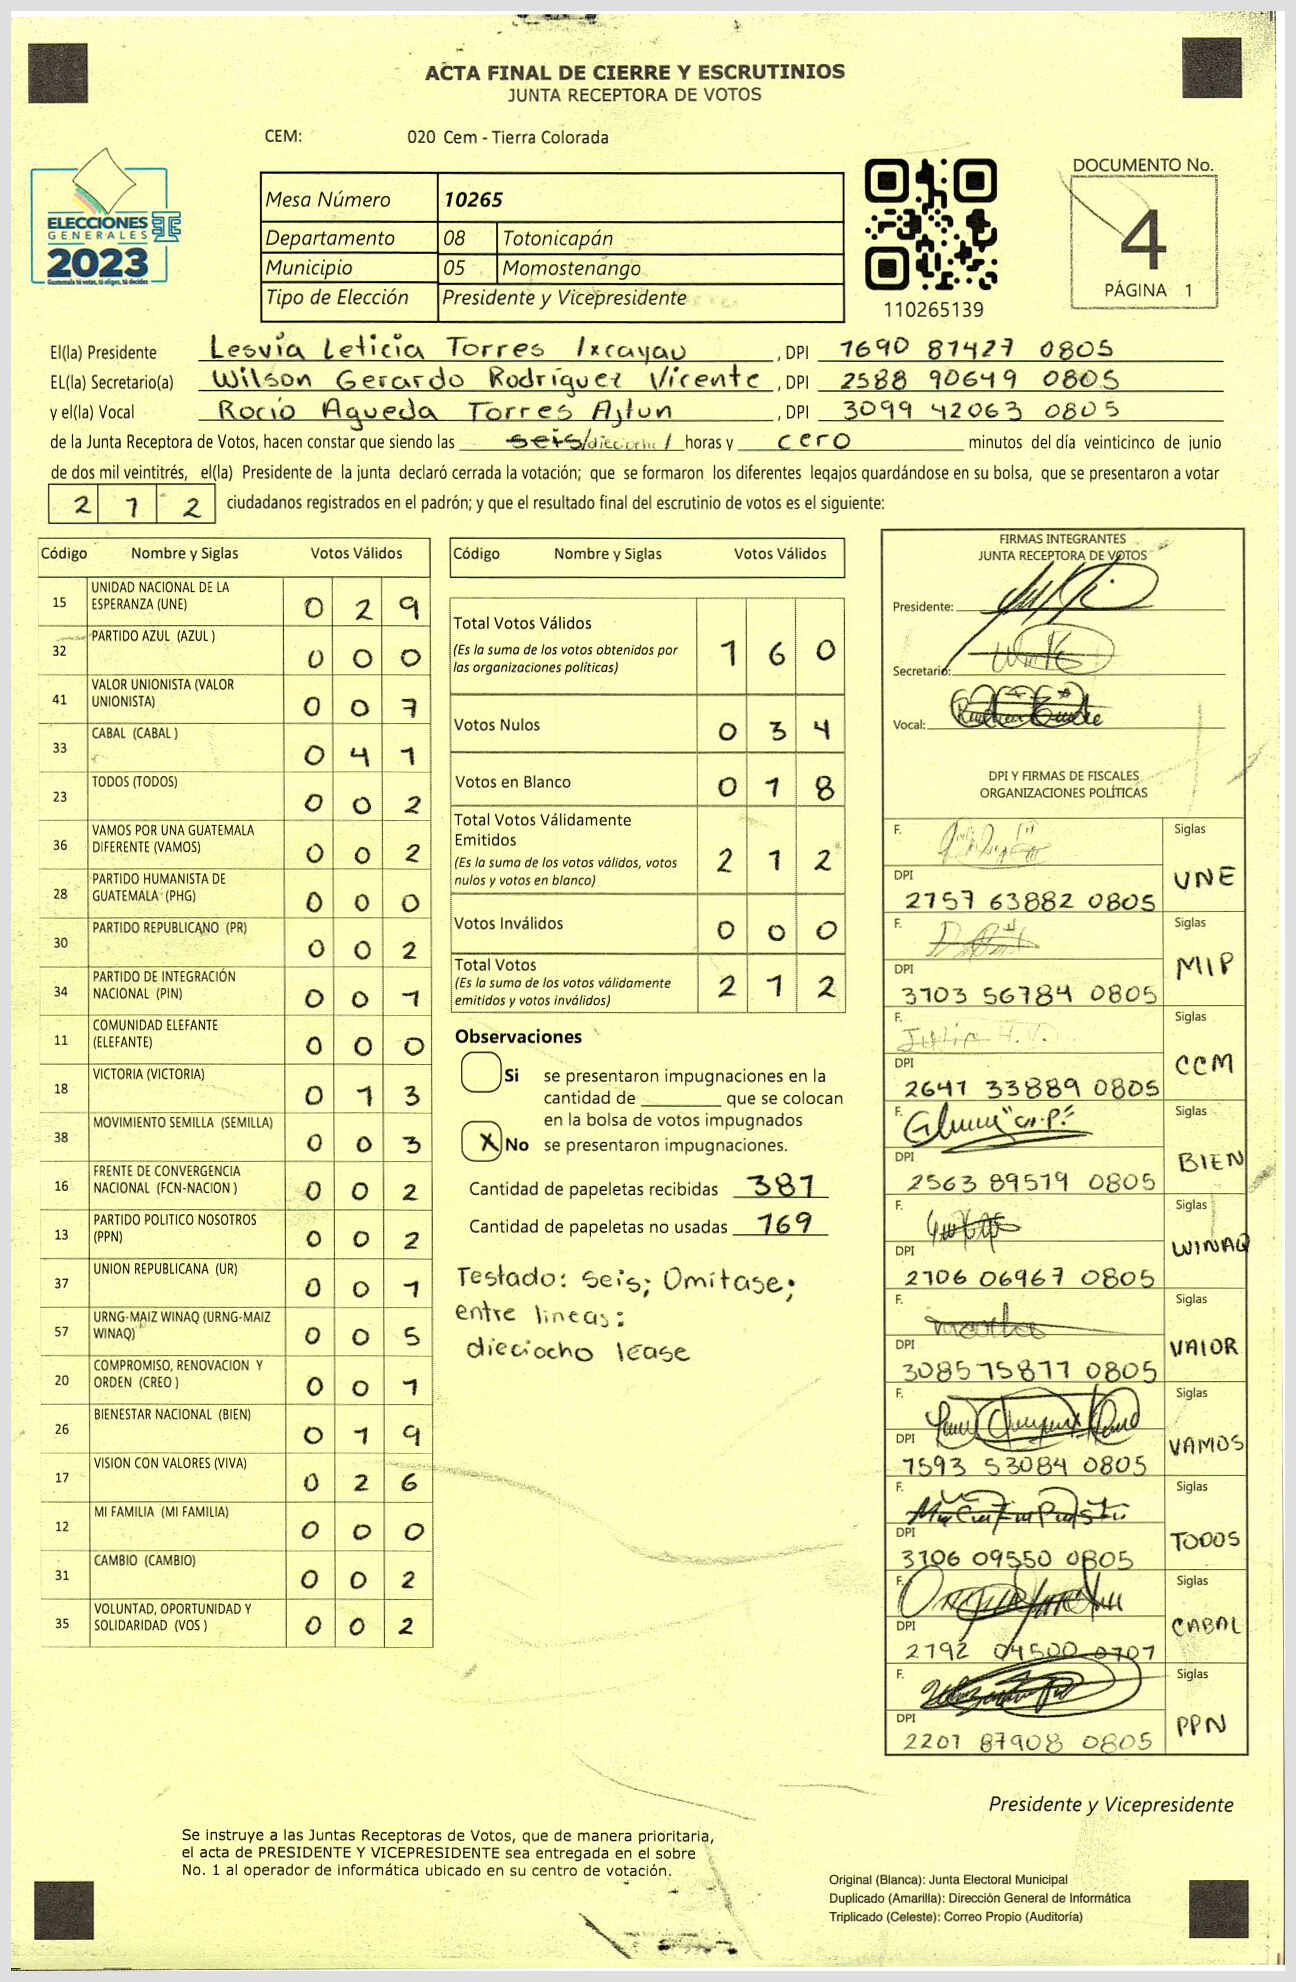 ACTA FINAL DE CIERRE Y ESCRUTINIOS
JUNTA RECEPTORA DE VOTOS
CEM: 020 Cem - Tierra Colorada
ELECCIONES
GENERALES
2023
Guatemala tú votas, tú eliges, tú decides
TSE
Mesa Número 10265
Departamento 08 Totonicapán
Municipio 05 Momostenango
Tipo de Elección Presidente y Vicepresidente
110265139
DOCUMENTO No.
4
PÁGINA 1
El(la) Presidente Lesvia Leticia Torres Ixcayau , DPI 1690 87427 0805
EL(la) Secretario(a) Wilson Gerardo Rodríguez Vicente , DPI 2588 90649 0805
y el(la) Vocal Rocío Agueda Torres Ajtun , DPI 3099 42063 0805
de la Junta Receptora de Votos, hacen constar que siendo las seis/dieciocho/ horas y cero minutos del día veinticinco de junio
de dos mil veintitrés, el(la) Presidente de la junta declaró cerrada la votación; que se formaron los diferentes legajos quardándose en su bolsa, que se presentaron a votar
212 ciudadanos registrados en el padrón; y que el resultado final del escrutinio de votos es el siguiente:
Código Nombre y Siglas Votos Válidos
15 UNIDAD NACIONAL DE LA ESPERANZA (UNE) 0 2 9
32 PARTIDO AZUL (AZUL ) 0 0 0
41 VALOR UNIONISTA (VALOR UNIONISTA) 0 0 7
33 CABAL (CABAL ) 0 4 1
23 TODOS (TODOS) 0 0 2
36 VAMOS POR UNA GUATEMALA DIFERENTE (VAMOS) 0 0 2
28 PARTIDO HUMANISTA DE GUATEMALA (PHG) 0 0 0
30 PARTIDO REPUBLICANO (PR) 0 0 2
34 PARTIDO DE INTEGRACIÓN NACIONAL (PIN) 0 0 1
11 COMUNIDAD ELEFANTE (ELEFANTE) 0 0 0
18 VICTORIA (VICTORIA) 0 1 3
38 MOVIMIENTO SEMILLA (SEMILLA) 0 0 3
16 FRENTE DE CONVERGENCIA NACIONAL (FCN-NACION ) 0 0 2
13 PARTIDO POLITICO NOSOTROS (PPN) 0 0 2
37 UNION REPUBLICANA (UR) 0 0 1
57 URNG-MAIZ WINAQ (URNG-MAIZ WINAQ) 0 0 5
20 COMPROMISO, RENOVACION Y ORDEN (CREO ) 0 0 1
26 BIENESTAR NACIONAL (BIEN) 0 1 9
17 VISION CON VALORES (VIVA) 0 2 6
12 MI FAMILIA (MI FAMILIA) 0 0 0
31 CAMBIO (CAMBIO) 0 0 2
35 VOLUNTAD, OPORTUNIDAD Y SOLIDARIDAD (VOS ) 0 0 2
Código Nombre y Siglas Votos Válidos
Total Votos Válidos 1 6 0
(Es la suma de los votos obtenidos por
las organizaciones políticas)
Votos Nulos 0 3 4
Votos en Blanco 0 1 8
Total Votos Válidamente
Emitidos 2 1 2
(Es la suma de los votos válidos, votos
nulos y votos en blanco)
Votos Inválidos 0 0 0
Total Votos 2 1 2
(Es la suma de los votos válidamente
emitidos y votos inválidos)
Observaciones
Si se presentaron impugnaciones en la
cantidad de ________ que se colocan
en la bolsa de votos impugnados
X No se presentaron impugnaciones.
Cantidad de papeletas recibidas 381
Cantidad de papeletas no usadas 169
Testado: seis; Omítase;
entre lineas:
dieciocho lease
FIRMAS INTEGRANTES
JUNTA RECEPTORA DE VOTOS
Presidente:
Secretario:
Vocal:
DPI Y FIRMAS DE FISCALES
ORGANIZACIONES POLÍTICAS
F. Siglas
DPI 2757 63882 0805 UNE
F. Siglas
DPI 3103 56784 0805 MIP
F. Siglas
DPI 2641 33889 0805 CCM
F. Siglas
DPI 2563 89519 0805 BIEN
F. Siglas
DPI 2106 06967 0805 WINAQ
F. Siglas
DPI 3085 15877 0805 VALOR
F. Siglas
DPI 1593 53084 0805 VAMOS
F. Siglas
DPI 3106 09550 0805 TODOS
F. Siglas
DPI 2192 04500 0707 CABAL
F. Siglas
DPI 2201 87908 0805 PPN
Presidente y Vicepresidente
Se instruye a las Juntas Receptoras de Votos, que de manera prioritaria,
el acta de PRESIDENTE Y VICEPRESIDENTE sea entregada en el sobre
No. 1 al operador de informática ubicado en su centro de votación.
Original (Blanca): Junta Electoral Municipal
Duplicado (Amarilla): Dirección General de Informática
Triplicado (Celeste): Correo Propio (Auditoría)